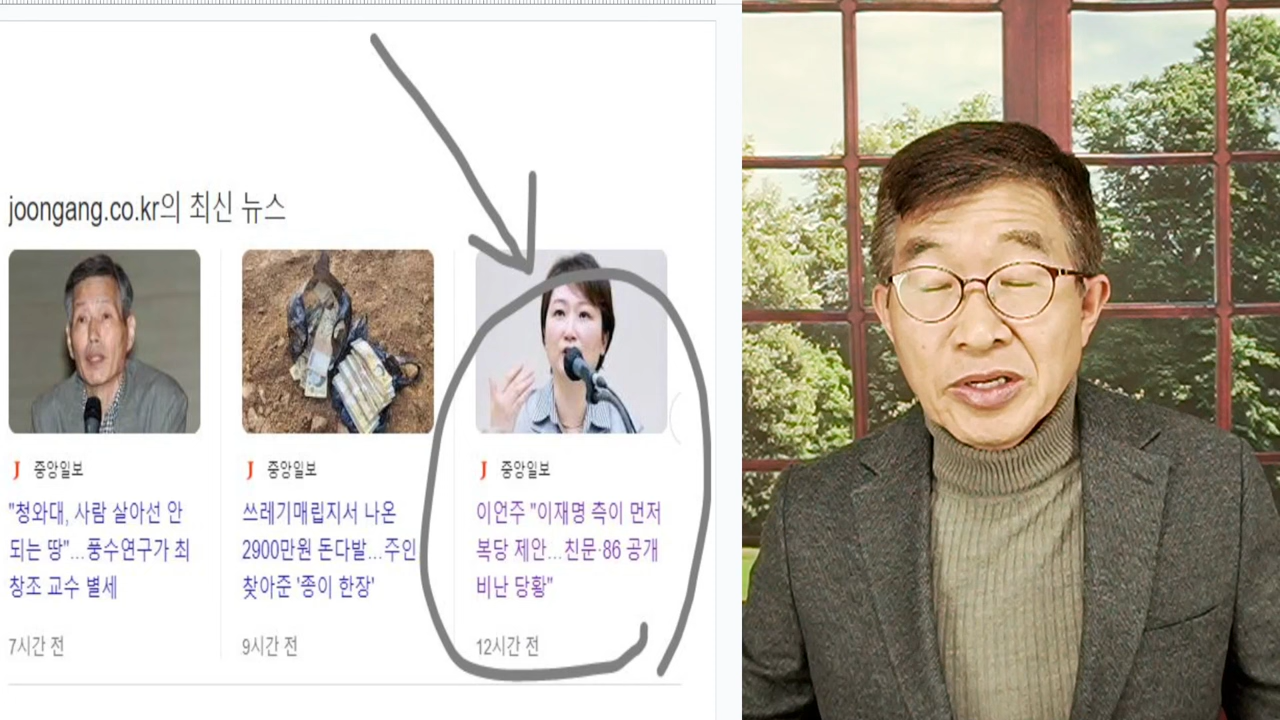 joongang.co.kr의 최신 뉴스
J 중앙일보
"청와대, 사람 살아선 안
되는 땅"...풍수연구가 최
창조 교수 별세
7시간 전
J 중앙일보
쓰레기매립지서 나온
2900만원 돈다발...주인
찾아준 '종이 한장'
9시간 전
J 중앙일보
이언주 "이재명 측이 먼저
복당 제안...친문·86 공개
비난 당황"
12시간 전